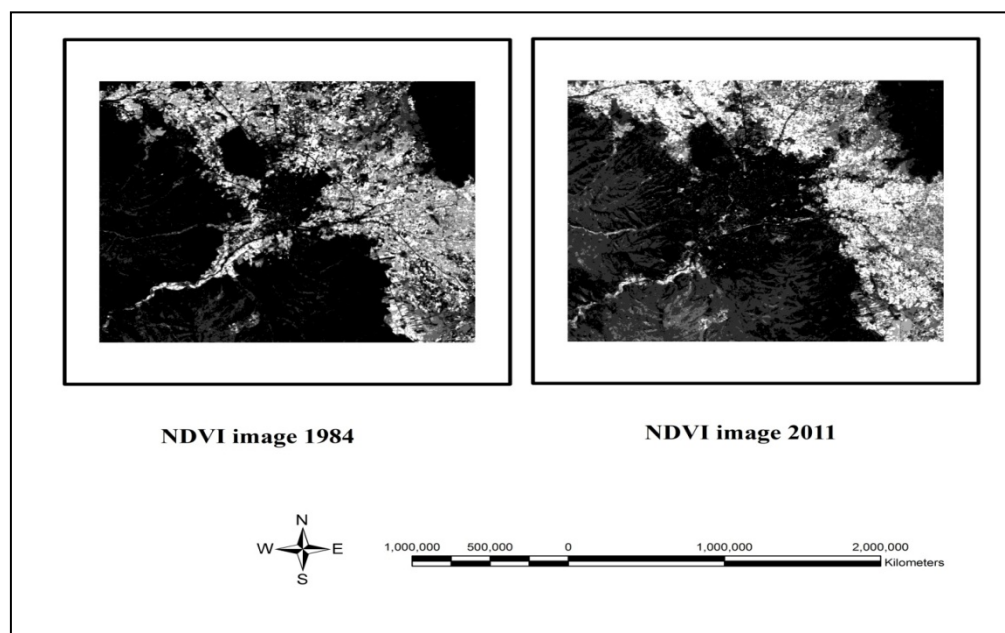 NDVI image 1984
NDVI image 2011
N
W E
S
1,000,000 500,000 0 1,000,000 2,000,000
Kilometers